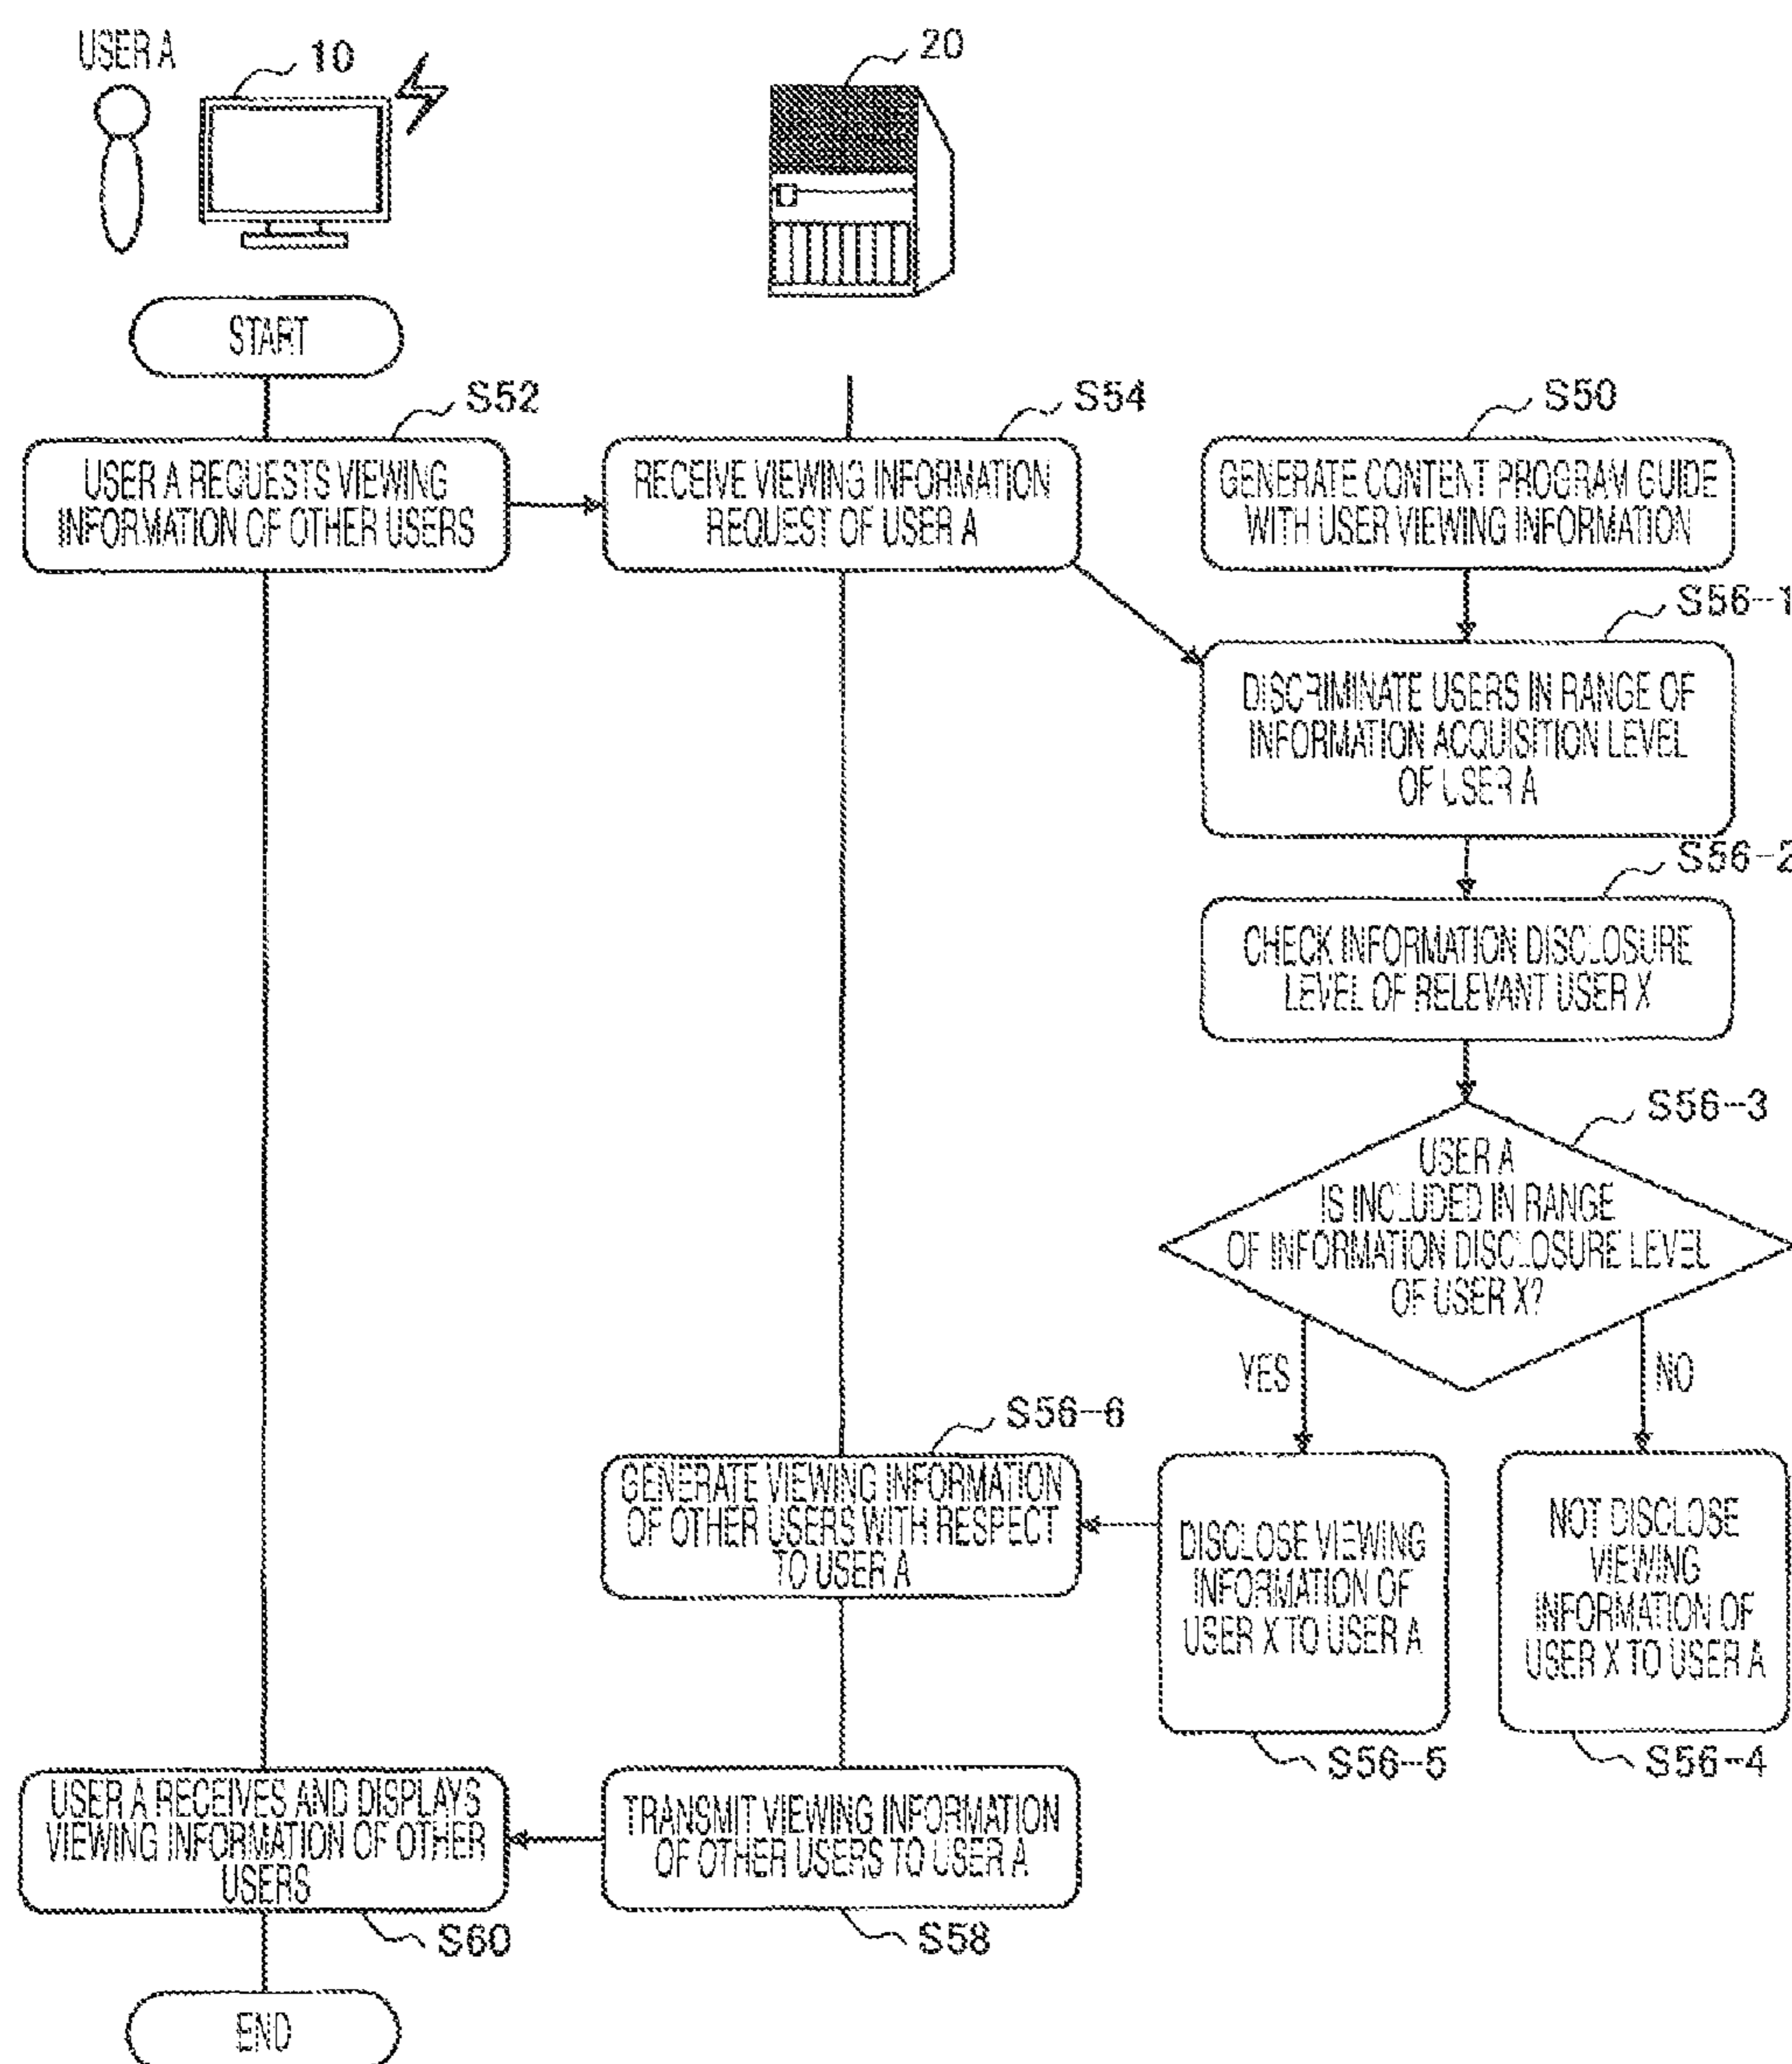 USER A
10
20
START
S52
S54
S50
USER A REQUESTS VIEWING
INFORMATION OF OTHER USERS
RECEIVE VIEWING INFORMATION
REQUEST OF USER A
GENERATE CONTENT PROGRAM GUIDE
WITH USER VIEWING INFORMATION
S56-1
DISCRIMINATE USERS IN RANGE OF
INFORMATION ACQUISITION LEVEL
OF USER A
S56-2
CHECK INFORMATION DISCLOSURE
LEVEL OF RELEVANT USER X
S56-3
USER A
IS INCLUDED IN RANGE
OF INFORMATION DISCLOSURE LEVEL
OF USER X?
YES
NO
S56-6
GENERATE VIEWING INFORMATION
OF OTHER USERS WITH RESPECT
TO USER A
DISCLOSE VIEWING
INFORMATION OF
USER X TO USER A
NOT DISCLOSE
VIEWING
INFORMATION OF
USER X TO USER A
S56-5
S56-4
USER A RECEIVES AND DISPLAYS
VIEWING INFORMATION OF OTHER
USERS
TRANSMIT VIEWING INFORMATION
OF OTHER USERS TO USER A
S60
S58
END